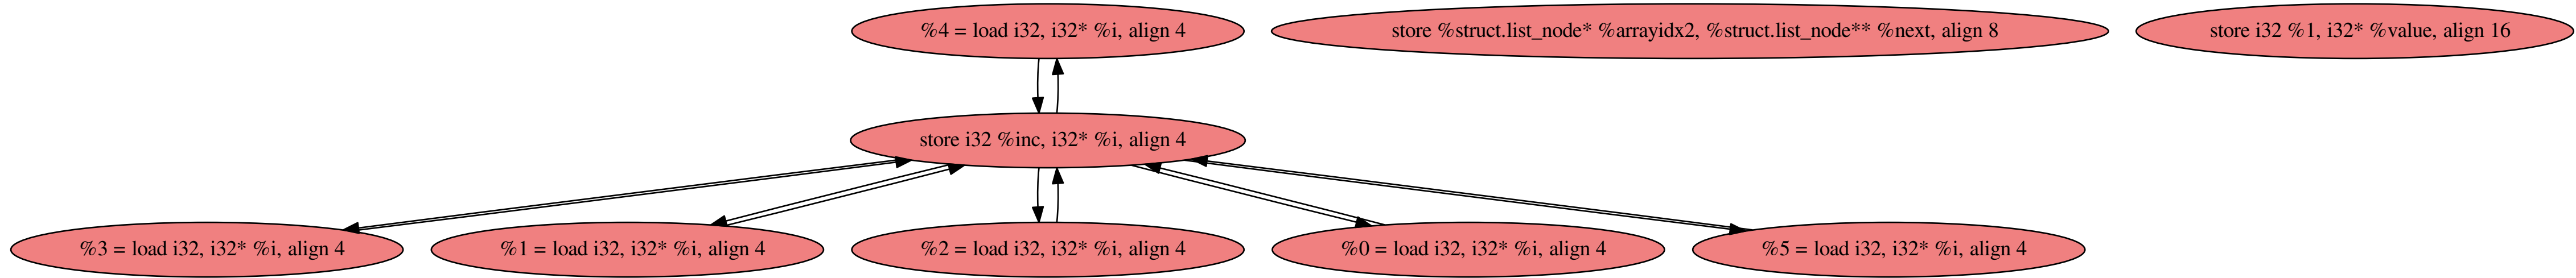 %4 = load i32, i32* %i, align 4
store %struct.list_node* %arrayidx2, %struct.list_node** %next, align 8
store i32 %1, i32* %value, align 16
store i32 %inc, i32* %i, align 4
%3 = load i32, i32* %i, align 4
%1 = load i32, i32* %i, align 4
%2 = load i32, i32* %i, align 4
%0 = load i32, i32* %i, align 4
%5 = load i32, i32* %i, align 4